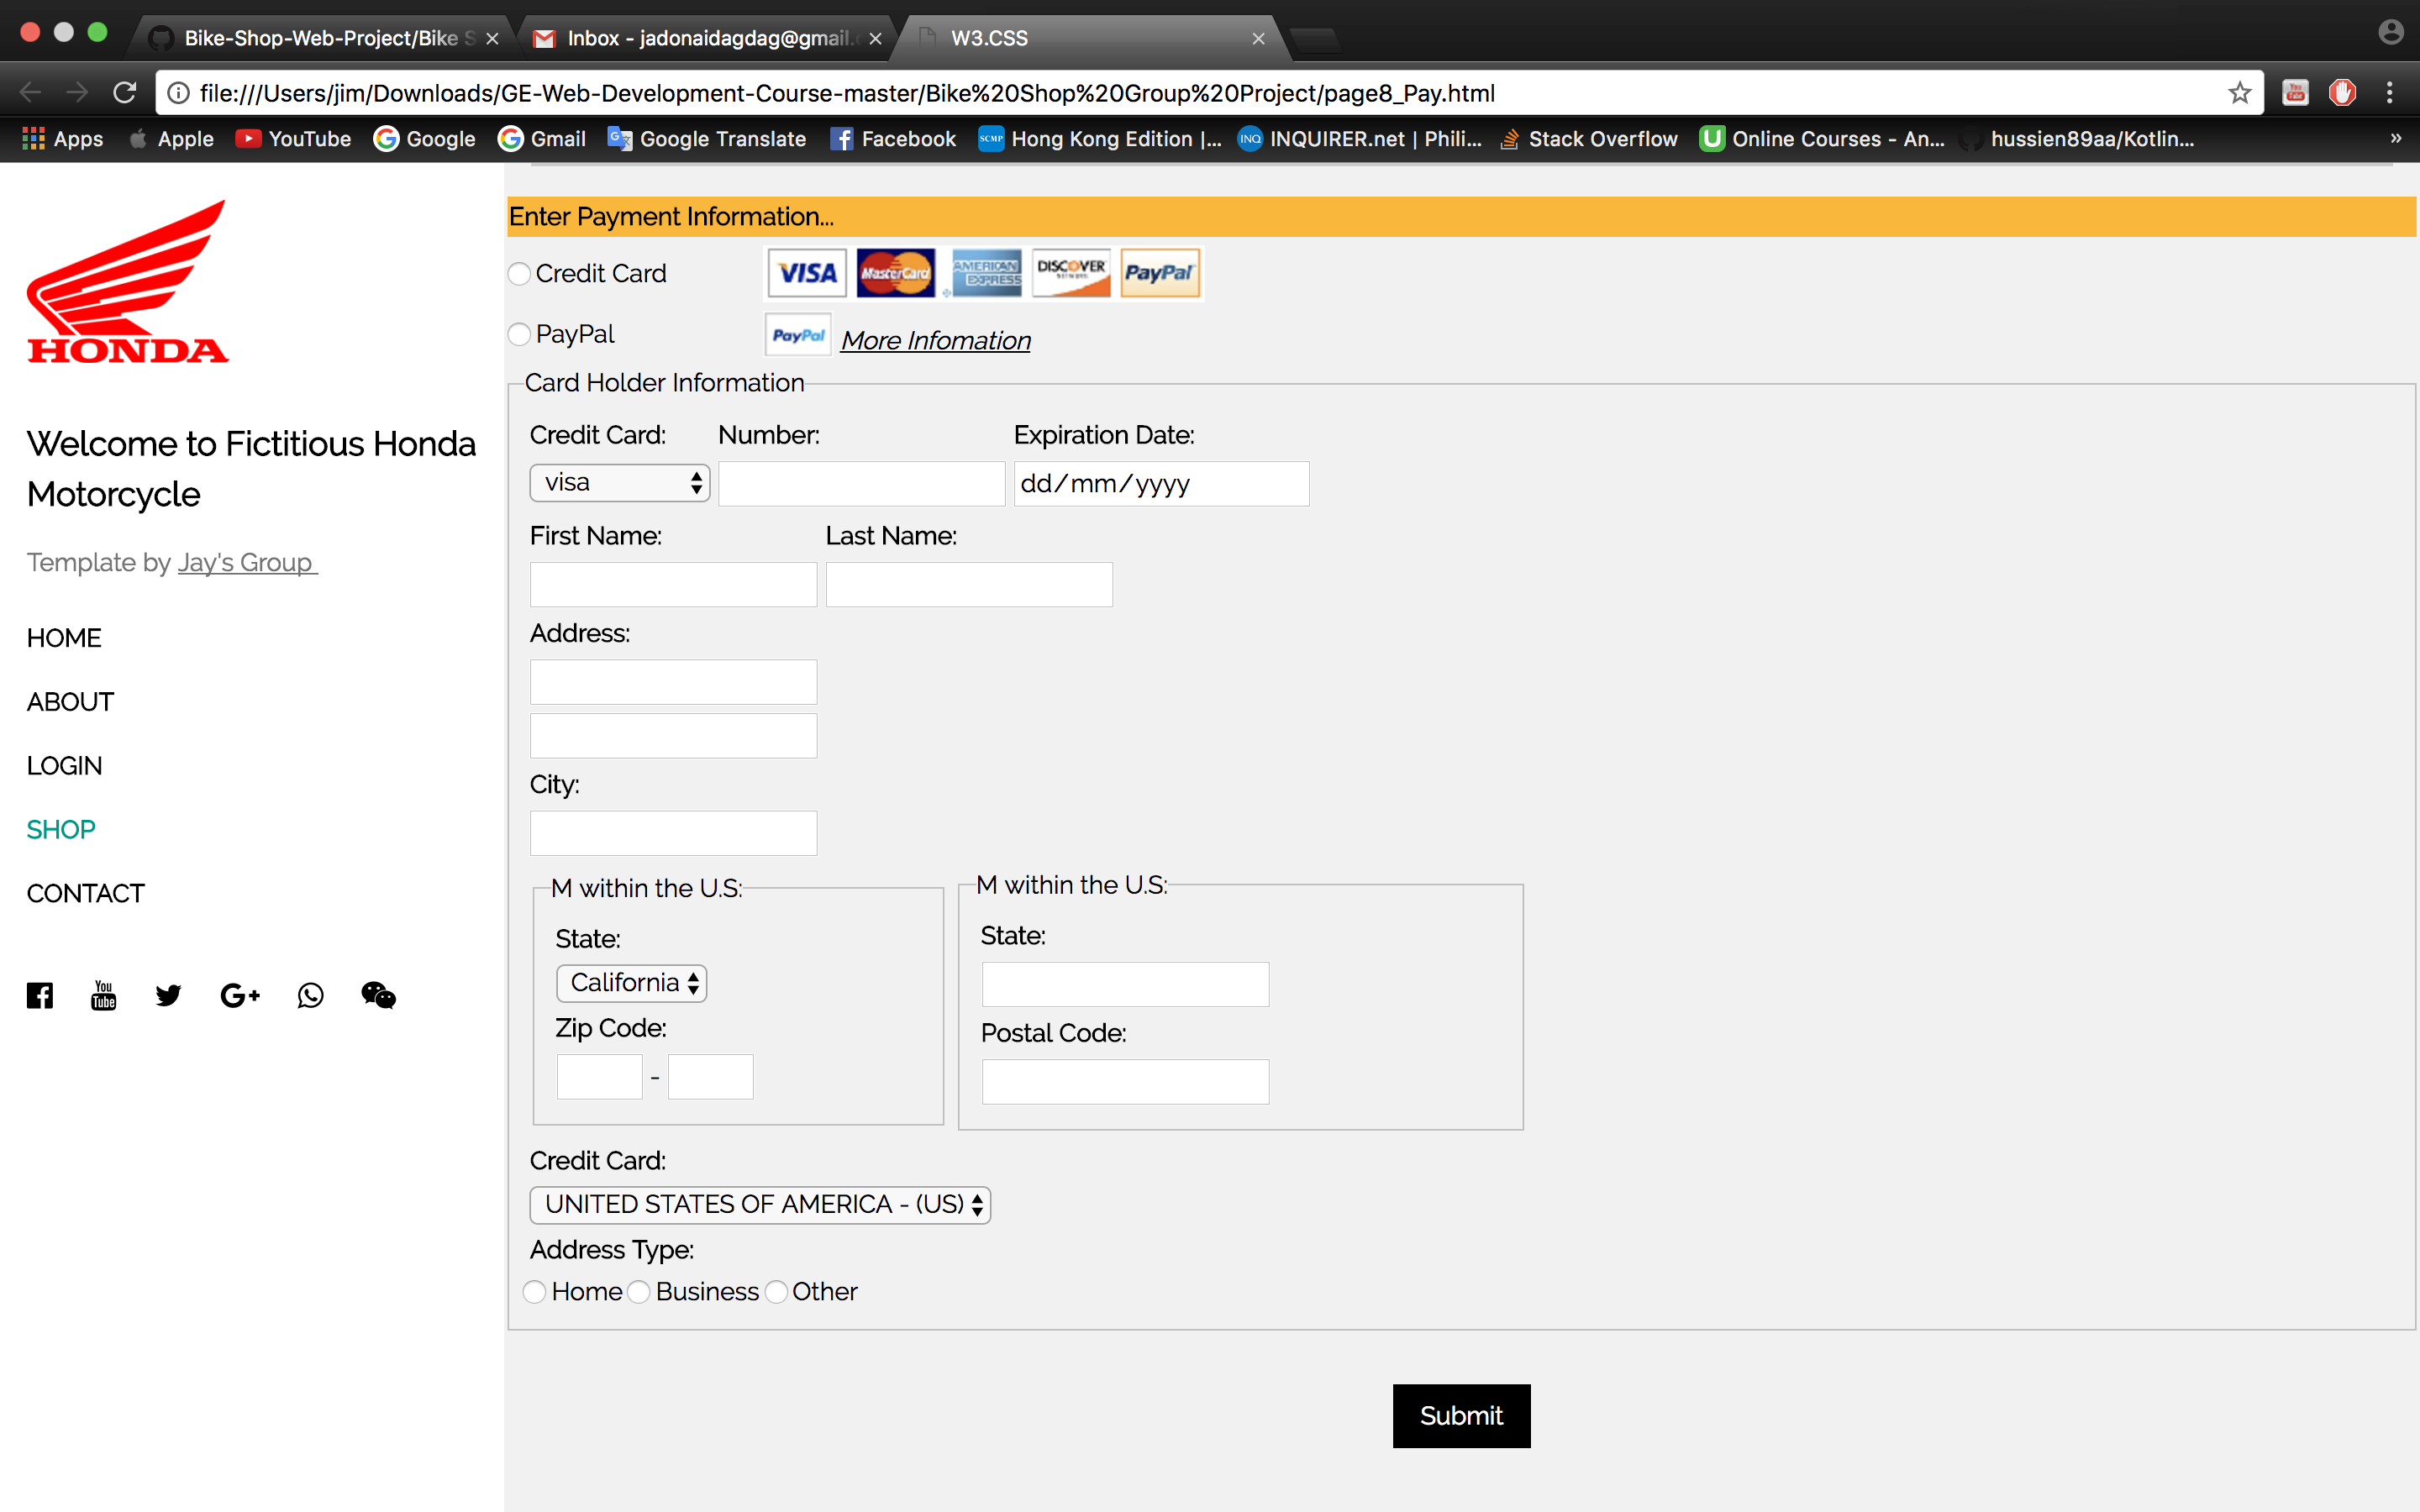 Bike-Shop-Web-Project/Bike S
Inbox - jadonaidagdag@gmail.
W3.CSS
file:///Users/jim/Downloads/GE-Web-Development-Course-master/Bike%20Shop%20Group%20Project/page8_Pay.html
Apps Apple YouTube Google Gmail Google Translate Facebook SCMP Hong Kong Edition |... INQ INQUIRER.net | Phili... Stack Overflow Online Courses - An... hussien89aa/Kotlin... »
HONDA
Welcome to Fictitious Honda
Motorcycle
Template by Jay's Group
HOME
ABOUT
LOGIN
SHOP
CONTACT
You
Tube
G+
Enter Payment Information...
Credit Card VISA MasterCard AMERICAN EXPRESS DISCOVER NETWORK PayPal
PayPal PayPal More Infomation
Card Holder Information
Credit Card: Number: Expiration Date:
visa dd/mm/yyyy
First Name: Last Name:
Address:
City:
M within the U.S: M within the U.S:
State: State:
California
Zip Code: Postal Code:
-
Credit Card:
UNITED STATES OF AMERICA - (US)
Address Type:
Home Business Other
Submit